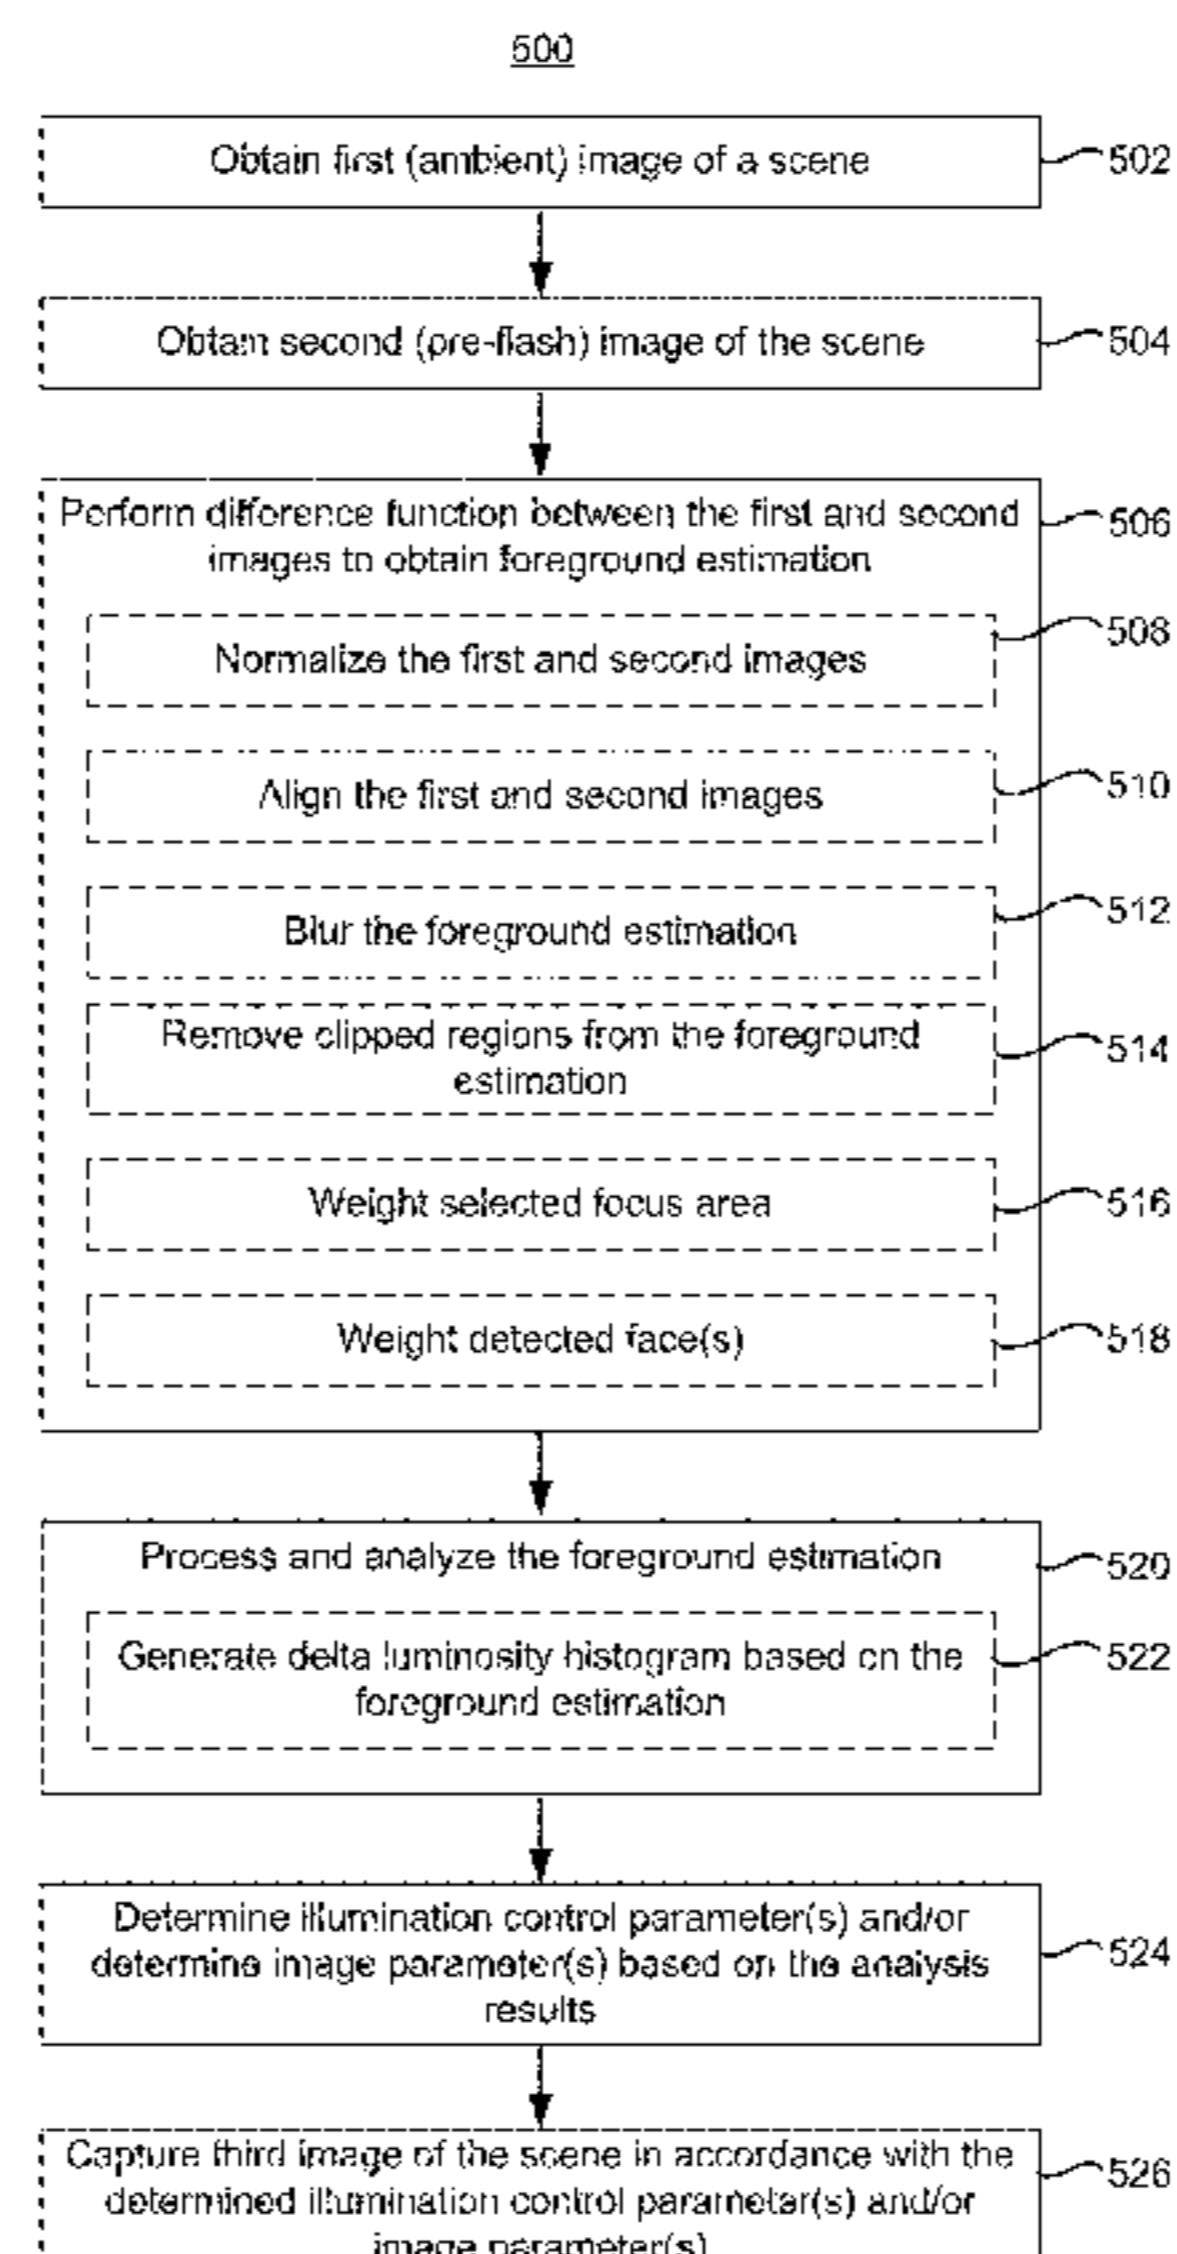 500
Obtain first (ambient) image of a scene
502
Obtain second (pre-flash) image of the scene
504
Perform difference function between the first and second
images to obtain foreground estimation
506
Normalize the first and second images
508
Align the first and second images
510
Blur the foreground estimation
512
Remove clipped regions from the foreground
estimation
514
Weight selected focus area
516
Weight detected face(s)
518
Process and analyze the foreground estimation
520
Generate delta luminosity histogram based on the
foreground estimation
522
Determine illumination control parameter(s) and/or
determine image parameter(s) based on the analysis
results
524
Capture third image of the scene in accordance with the
determined illumination control parameter(s) and/or
image parameter(s)
526